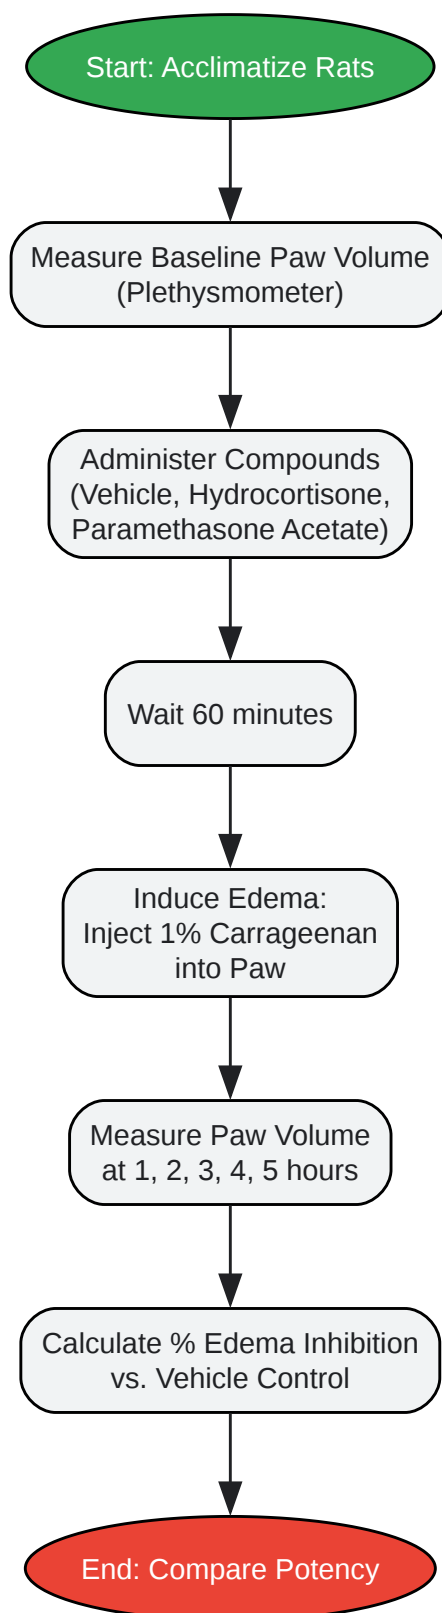 Start: Acclimatize Rats
Measure Baseline Paw Volume
(Plethysmometer)
Administer Compounds
(Vehicle, Hydrocortisone,
Paramethasone Acetate)
Wait 60 minutes
Induce Edema:
Inject 1% Carrageenan
into Paw
Measure Paw Volume
at 1, 2, 3, 4, 5 hours
Calculate % Edema Inhibition
vs. Vehicle Control
End: Compare Potency